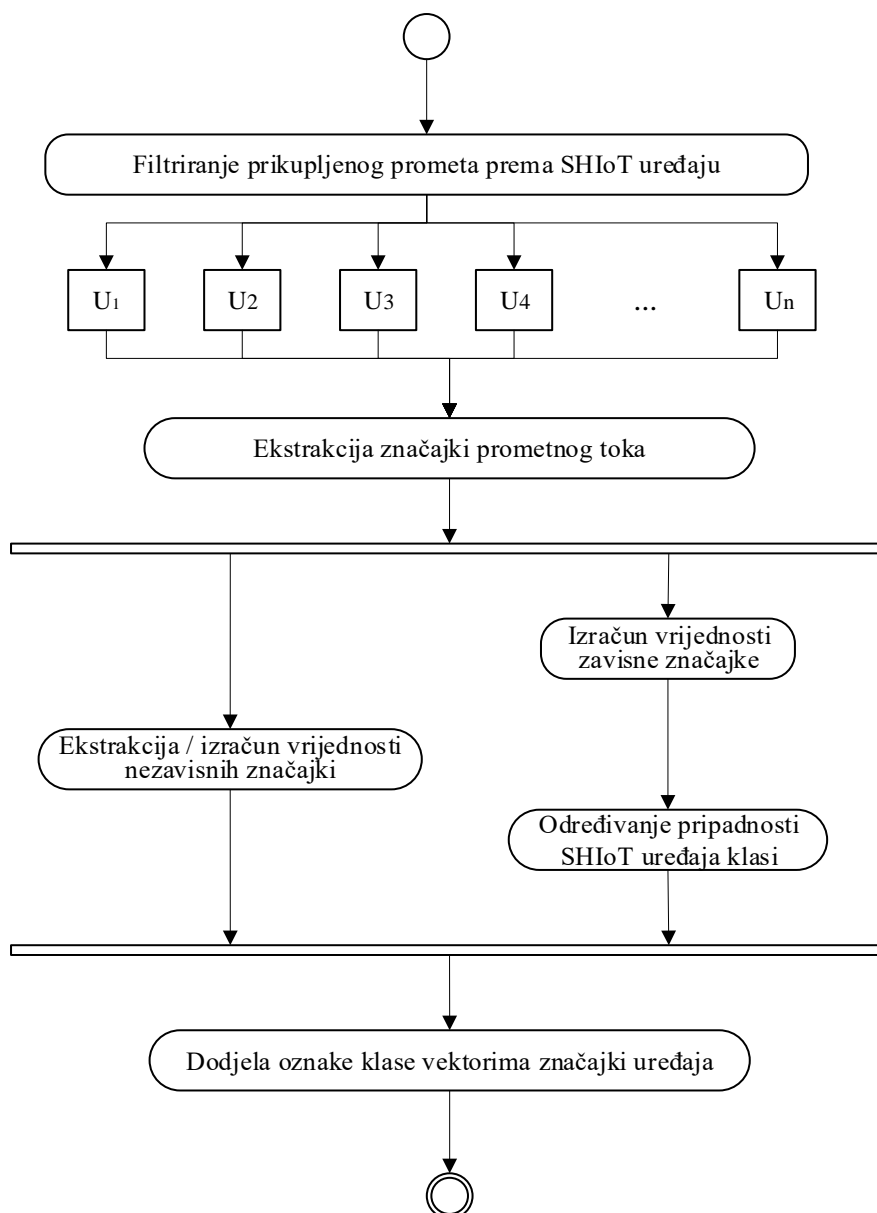 Filtriranje prikupljenog prometa prema SHIoT uređaju
U1 U2 U3 U4 ... Un
Ekstrakcija značajki prometnog toka
Izračun vrijednosti
zavisne značajke
Ekstrakcija / izračun vrijednosti
nezavisnih značajki
Određivanje pripadnosti
SHIoT uređaja klasi
Dodjela oznake klase vektorima značajki uređaja